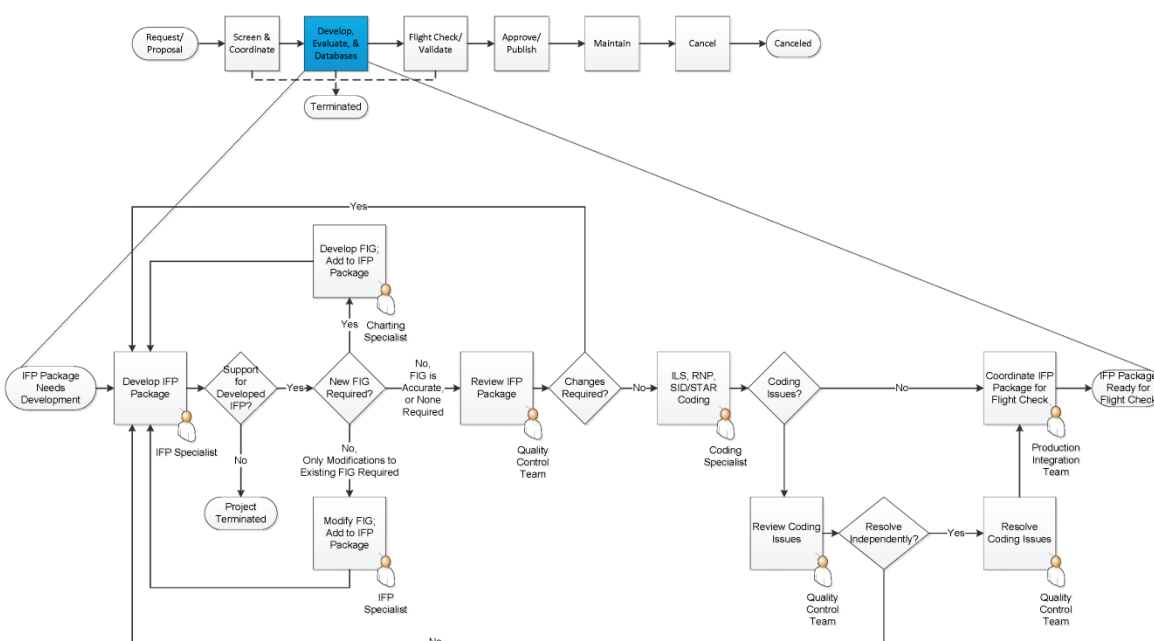 Request/
Proposal
Screen &
Coordinate
Develop,
Evaluate, &
Databases
Flight Check/
Validate
Approve/
Publish
Maintain
Cancel
Canceled
Terminated
Yes
Develop FIG;
Add to IFP
Package
Charting
Specialist
Yes
IFP Package
Needs
Development
Develop IFP
Package
IFP Specialist
Support
for
Developed
IFP?
Yes
No
Project
Terminated
New FIG
Required?
No,
FIG is
Accurate,
or None
Required
No,
Only Modifications to
Existing FIG Required
Modify FIG;
Add to IFP
Package
IFP
Specialist
Review IFP
Package
Quality
Control
Team
Changes
Required?
No
ILS, RNP,
SID/STAR
Coding
Coding
Specialist
Coding
Issues?
No
Coordinate IFP
Package for
Flight Check
Production
Integration
Team
IFP Package
Ready for
Flight Check
Review Coding
Issues
Quality
Control
Team
Resolve
Independently?
Yes
Resolve
Coding Issues
Quality
Control
Team
No